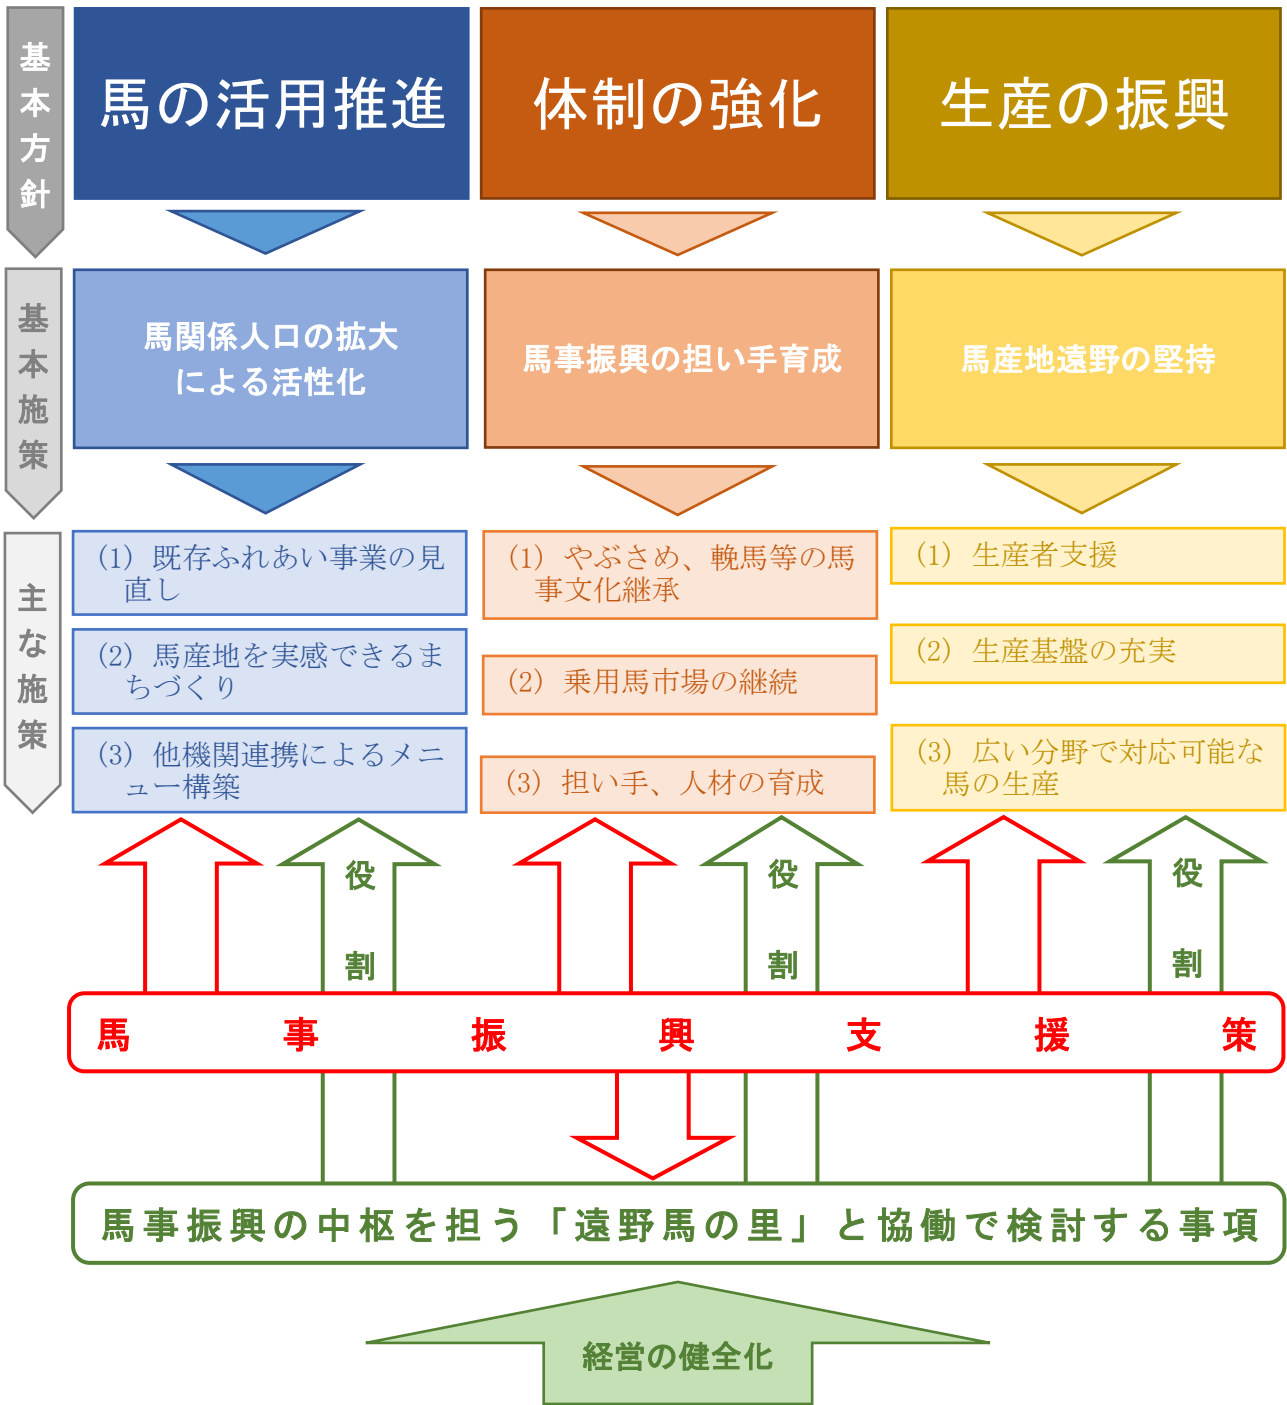 基本方針
馬の活用推進
体制の強化
生産の振興
基本施策
馬関係人口の拡大
による活性化
馬事振興の担い手育成
馬産地遠野の堅持
主な施策
(1) 既存ふれあい事業の見
直し
(2) 馬産地を実感できるま
ちづくり
(3) 他機関連携によるメニ
ュー構築
(1) やぶさめ、輓馬等の馬
事文化継承
(2) 乗用馬市場の継続
(3) 担い手、人材の育成
(1) 生産者支援
(2) 生産基盤の充実
(3) 広い分野で対応可能な
馬の生産
役割
役割
役割
馬事振興支援策
馬事振興の中枢を担う「遠野馬の里」と協働で検討する事項
経営の健全化